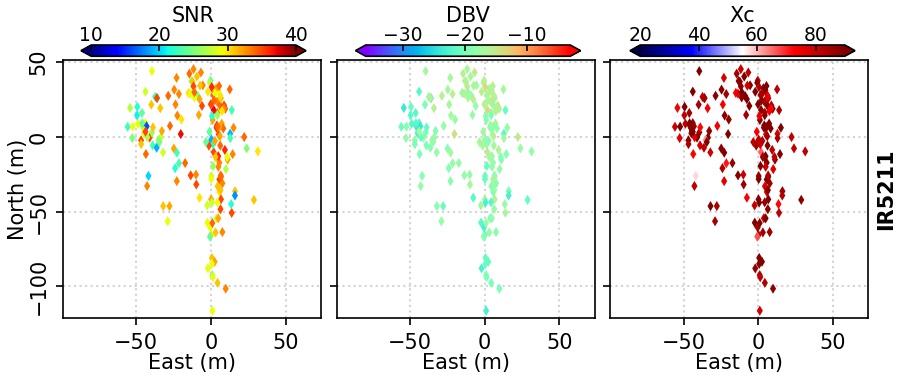 SNR DBV Xc
10 20 30 40 −30 −20 −10 20 40 60 80
50
0
−50
−100
North (m)
−50 0 50 −50 0 50 −50 0 50
East (m) East (m) East (m)
IR5211